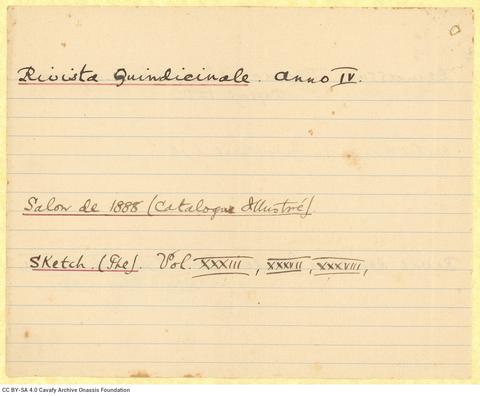 Rivista Quindicinale. Anno IV.
Salon de 1888 (Catalogue Illustré).
Sketch. (The). Vol. XXXIII, XXXVII, XXXVIII,
CC BY-SA 4.0 Cavafy Archive Onassis Foundation